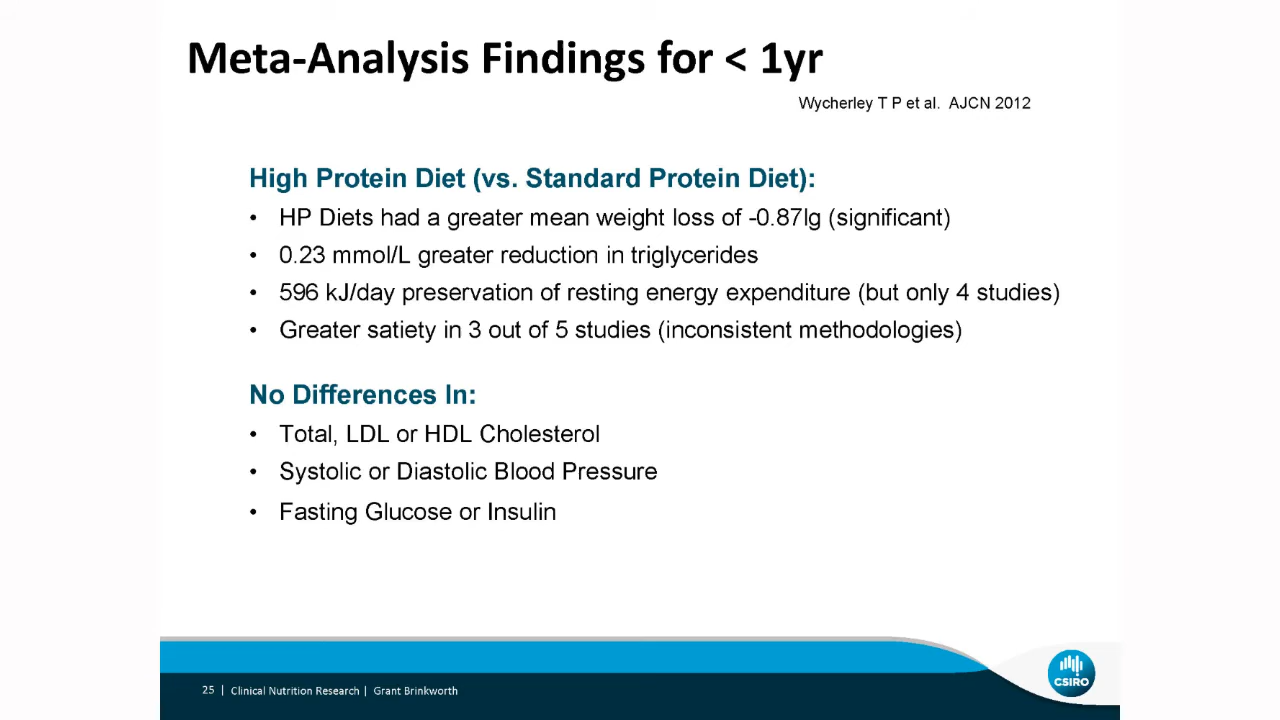 Meta-Analysis Findings for < 1yr
Wycherley T P et al. AJCN 2012
High Protein Diet (vs. Standard Protein Diet):
• HP Diets had a greater mean weight loss of -0.87lg (significant)
• 0.23 mmol/L greater reduction in triglycerides
• 596 kJ/day preservation of resting energy expenditure (but only 4 studies)
• Greater satiety in 3 out of 5 studies (inconsistent methodologies)
No Differences In:
• Total, LDL or HDL Cholesterol
• Systolic or Diastolic Blood Pressure
• Fasting Glucose or Insulin
25 | Clinical Nutrition Research | Grant Brinkworth
CSIRO